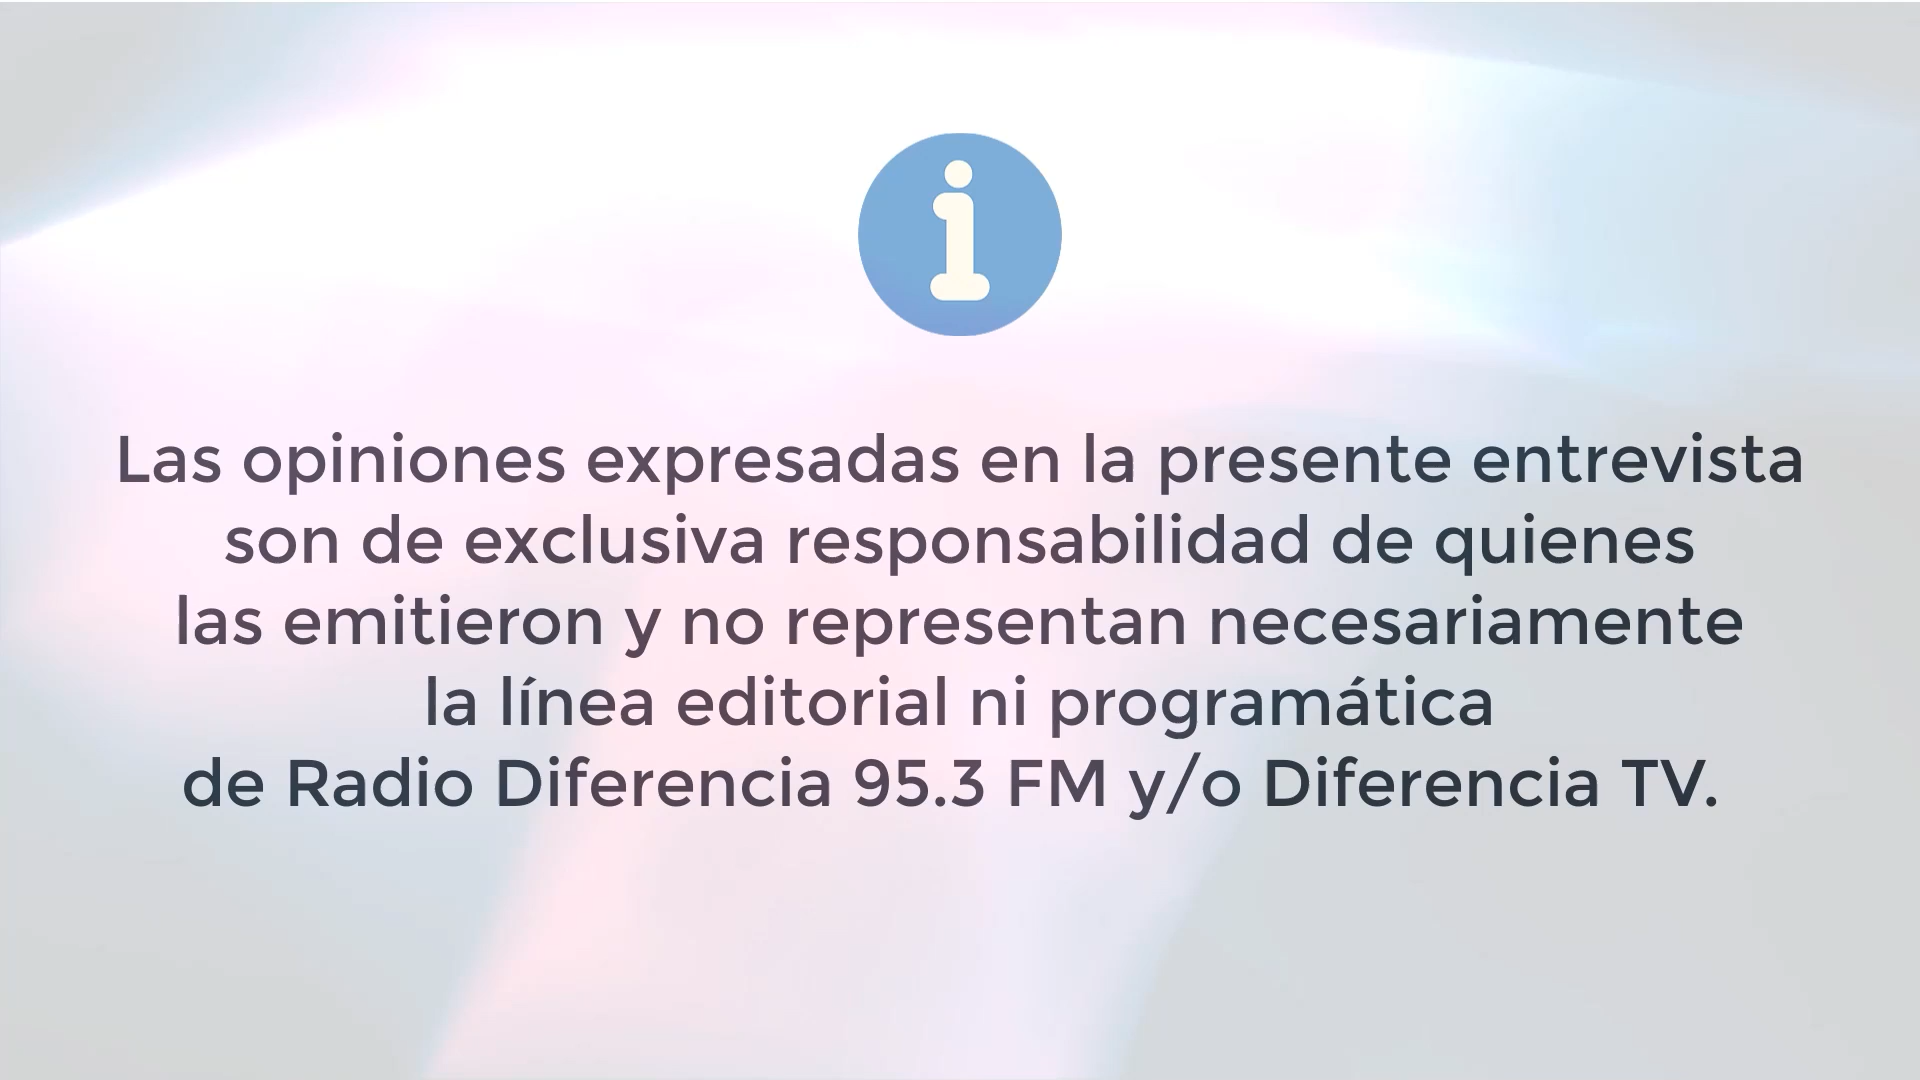 Las opiniones expresadas en la presente entrevista
son de exclusiva responsabilidad de quienes
las emitieron y no representan necesariamente
la línea editorial ni programática
de Radio Diferencia 95.3 FM y/o Diferencia TV.